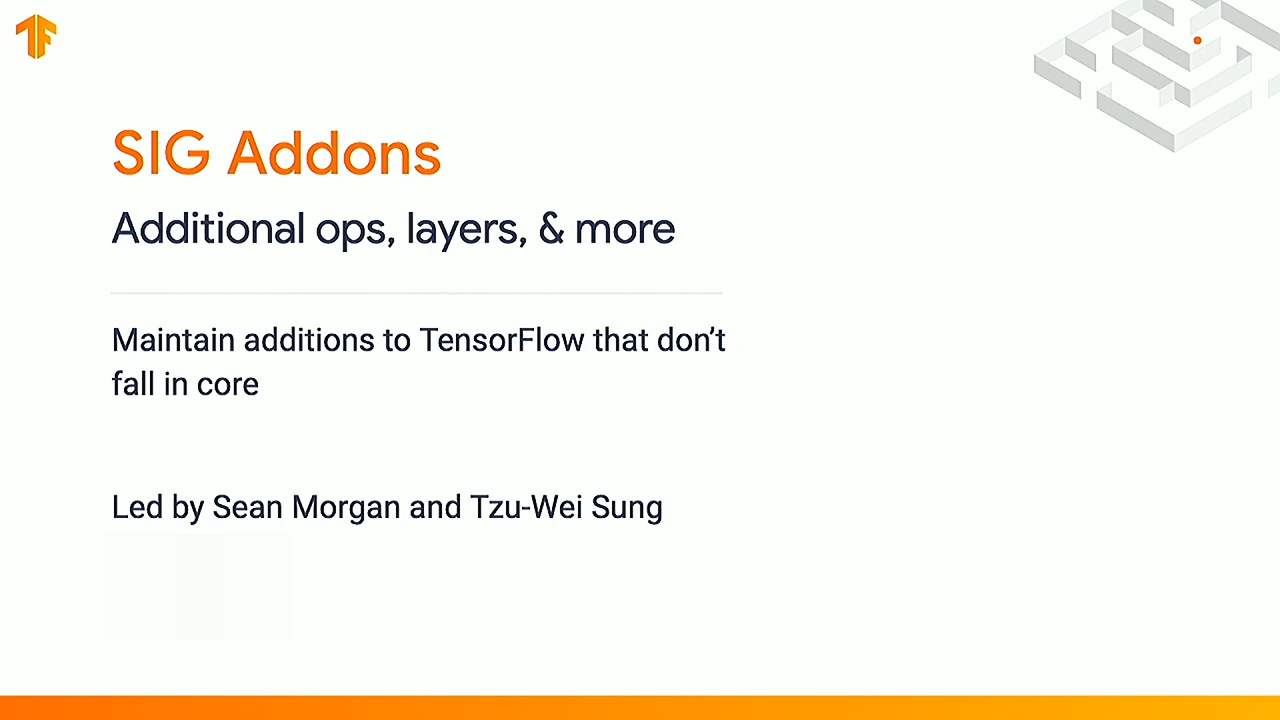 SIG Addons
Additional ops, layers, & more
Maintain additions to TensorFlow that don’t
fall in core
Led by Sean Morgan and Tzu-Wei Sung